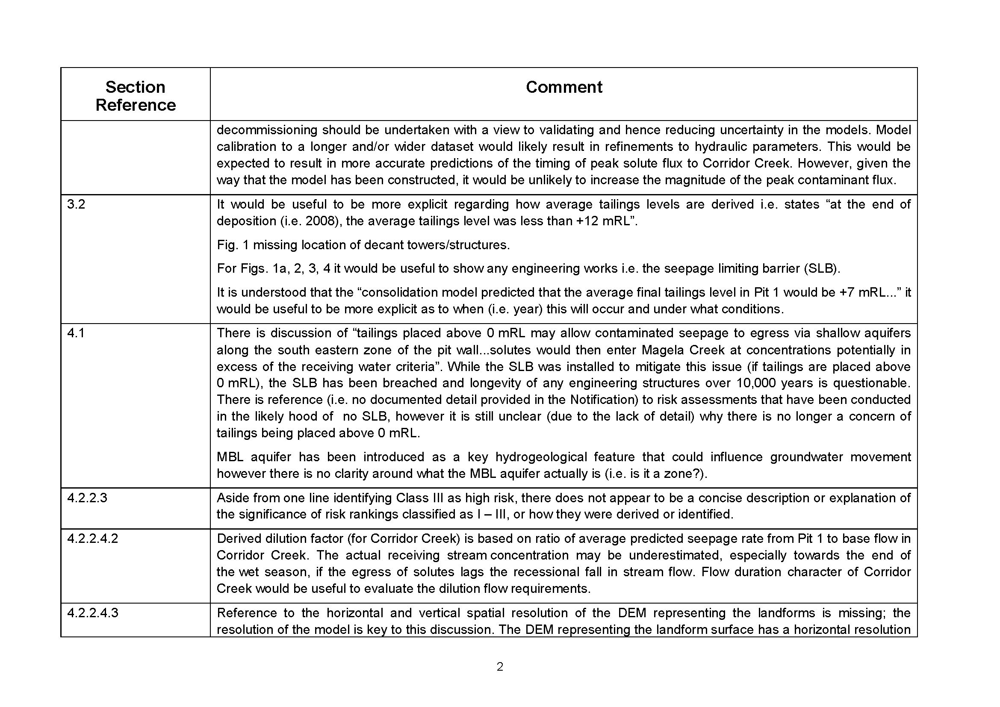 Section
Reference
Comment
decommissioning should be undertaken with a view to validating and hence reducing uncertainty in the models. Model
calibration to a longer and/or wider dataset would likely result in refinements to hydraulic parameters. This would be
expected to result in more accurate predictions of the timing of peak solute flux to Corridor Creek. However, given the
way that the model has been constructed, it would be unlikely to increase the magnitude of the peak contaminant flux.
3.2
It would be useful to be more explicit regarding how average tailings levels are derived i.e. states “at the end of
deposition (i.e. 2008), the average tailings level was less than +12 mRL”.
Fig. 1 missing location of decant towers/structures.
For Figs. 1a, 2, 3, 4 it would be useful to show any engineering works i.e. the seepage limiting barrier (SLB).
It is understood that the “consolidation model predicted that the average final tailings level in Pit 1 would be +7 mRL...” it
would be useful to be more explicit as to when (i.e. year) this will occur and under what conditions.
4.1
There is discussion of “tailings placed above 0 mRL may allow contaminated seepage to egress via shallow aquifers
along the south eastern zone of the pit wall...solutes would then enter Magela Creek at concentrations potentially in
excess of the receiving water criteria”. While the SLB was installed to mitigate this issue (if tailings are placed above
0 mRL), the SLB has been breached and longevity of any engineering structures over 10,000 years is questionable.
There is reference (i.e. no documented detail provided in the Notification) to risk assessments that have been conducted
in the likely hood of  no SLB, however it is still unclear (due to the lack of detail) why there is no longer a concern of
tailings being placed above 0 mRL.
MBL aquifer has been introduced as a key hydrogeological feature that could influence groundwater movement
however there is no clarity around what the MBL aquifer actually is (i.e. is it a zone?).
4.2.2.3
Aside from one line identifying Class III as high risk, there does not appear to be a concise description or explanation of
the significance of risk rankings classified as I – III, or how they were derived or identified.
4.2.2.4.2
Derived dilution factor (for Corridor Creek) is based on ratio of average predicted seepage rate from Pit 1 to base flow in
Corridor Creek. The actual receiving stream concentration may be underestimated, especially towards the end of
the wet season, if the egress of solutes lags the recessional fall in stream flow. Flow duration character of Corridor
Creek would be useful to evaluate the dilution flow requirements.
4.2.2.4.3
Reference to the horizontal and vertical spatial resolution of the DEM representing the landforms is missing; the
resolution of the model is key to this discussion. The DEM representing the landform surface has a horizontal resolution
2